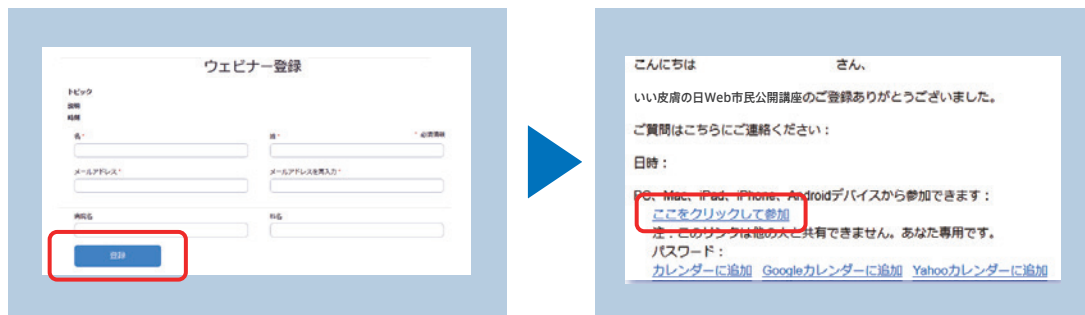 ウェビナー登録
トピック
説明
時間
名*
姓*
*必須情報
メールアドレス*
メールアドレスを再入力*
病院名
科名
登録
こんにちは さん、
いい皮膚の日Web市民公開講座のご登録ありがとうございました。
ご質問はこちらにご連絡ください：
日時：
PC、Mac、iPad、iPhone、Androidデバイスから参加できます：
ここをクリックして参加
注：このリンクは他の人と共有できません。あなた専用です。
パスワード：
カレンダーに追加 Googleカレンダーに追加 Yahooカレンダーに追加